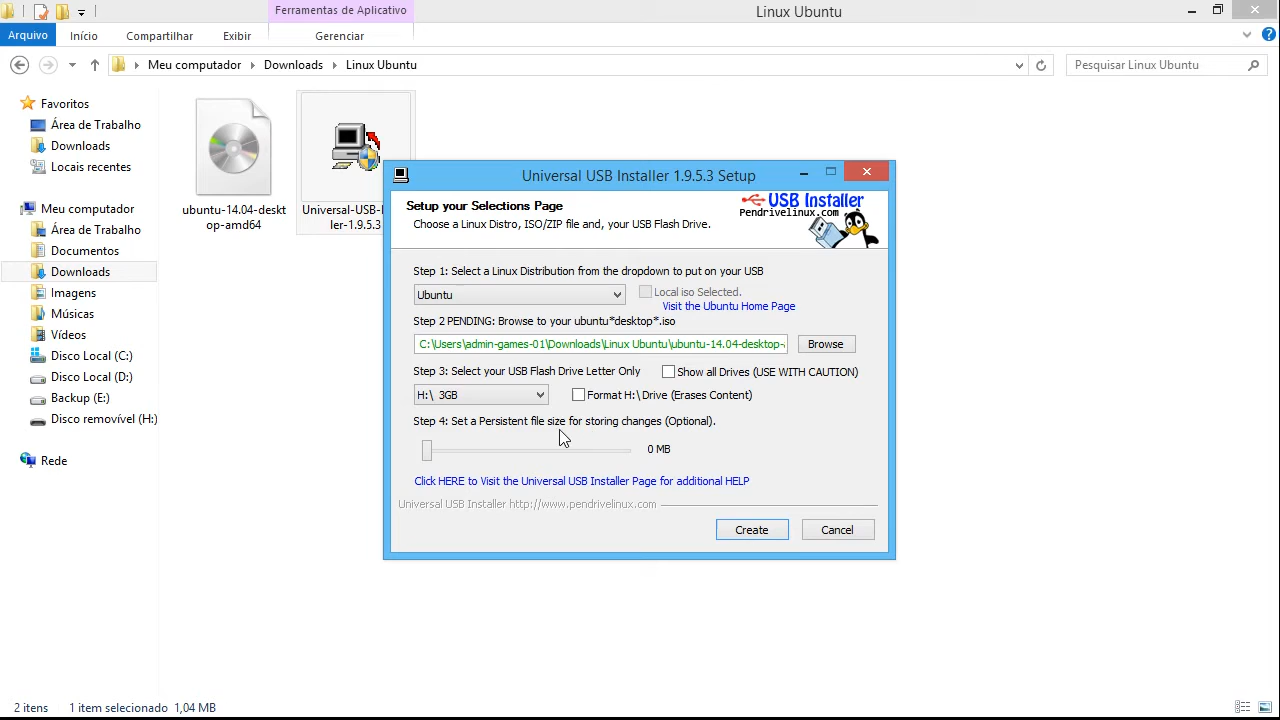 Ferramentas de Aplicativo
Linux Ubuntu
Arquivo
Início
Compartilhar
Exibir
Gerenciar
Meu computador
Downloads
Linux Ubuntu
Pesquisar Linux Ubuntu
Favoritos
Área de Trabalho
Downloads
Locais recentes
Meu computador
Área de Trabalho
Documentos
Downloads
Imagens
Músicas
Vídeos
Disco Local (C:)
Disco Local (D:)
Backup (E:)
Disco removível (H:)
Rede
ubuntu-14.04-deskt
op-amd64
Universal-USB-I
ler-1.9.5.3
Universal USB Installer 1.9.5.3 Setup
Setup your Selections Page
Choose a Linux Distro, ISO/ZIP file and, your USB Flash Drive.
USB Installer
Pendrivelinux.com
Step 1: Select a Linux Distribution from the dropdown to put on your USB
Ubuntu
Local iso Selected.
Visit the Ubuntu Home Page
Step 2 PENDING: Browse to your ubuntu*desktop*.iso
C:\Users\admin-games-01\Downloads\Linux Ubuntu\ubuntu-14.04-desktop-
Browse
Step 3: Select your USB Flash Drive Letter Only
Show all Drives (USE WITH CAUTION)
H:\ 3GB
Format H:\ Drive (Erases Content)
Step 4: Set a Persistent file size for storing changes (Optional).
0 MB
Click HERE to Visit the Universal USB Installer Page for additional HELP
Universal USB Installer http://www.pendrivelinux.com
Create
Cancel
2 itens
1 item selecionado 1,04 MB